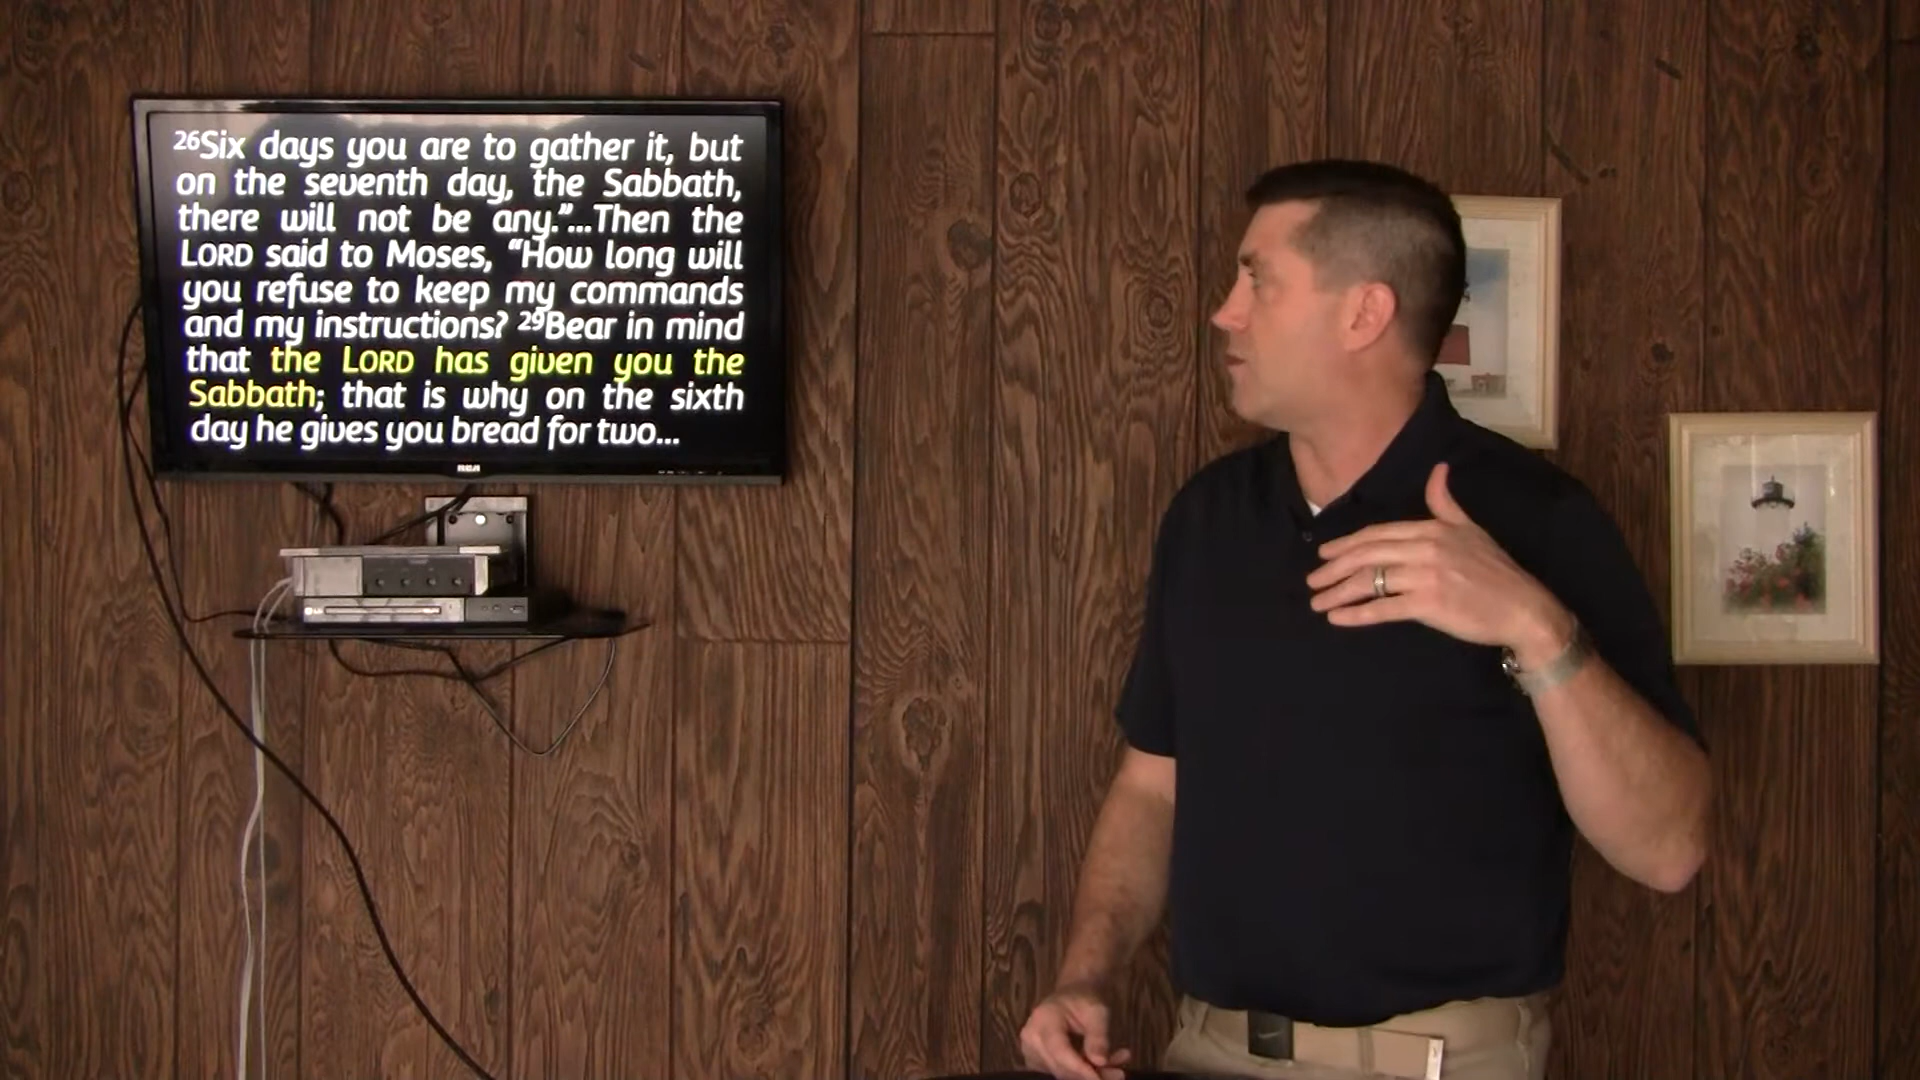 ²⁶Six days you are to gather it, but
on the seventh day, the Sabbath,
there will not be any.”...Then the
LORD said to Moses, “How long will
you refuse to keep my commands
and my instructions? ²⁹Bear in mind
that the LORD has given you the
Sabbath; that is why on the sixth
day he gives you bread for two...
RCA